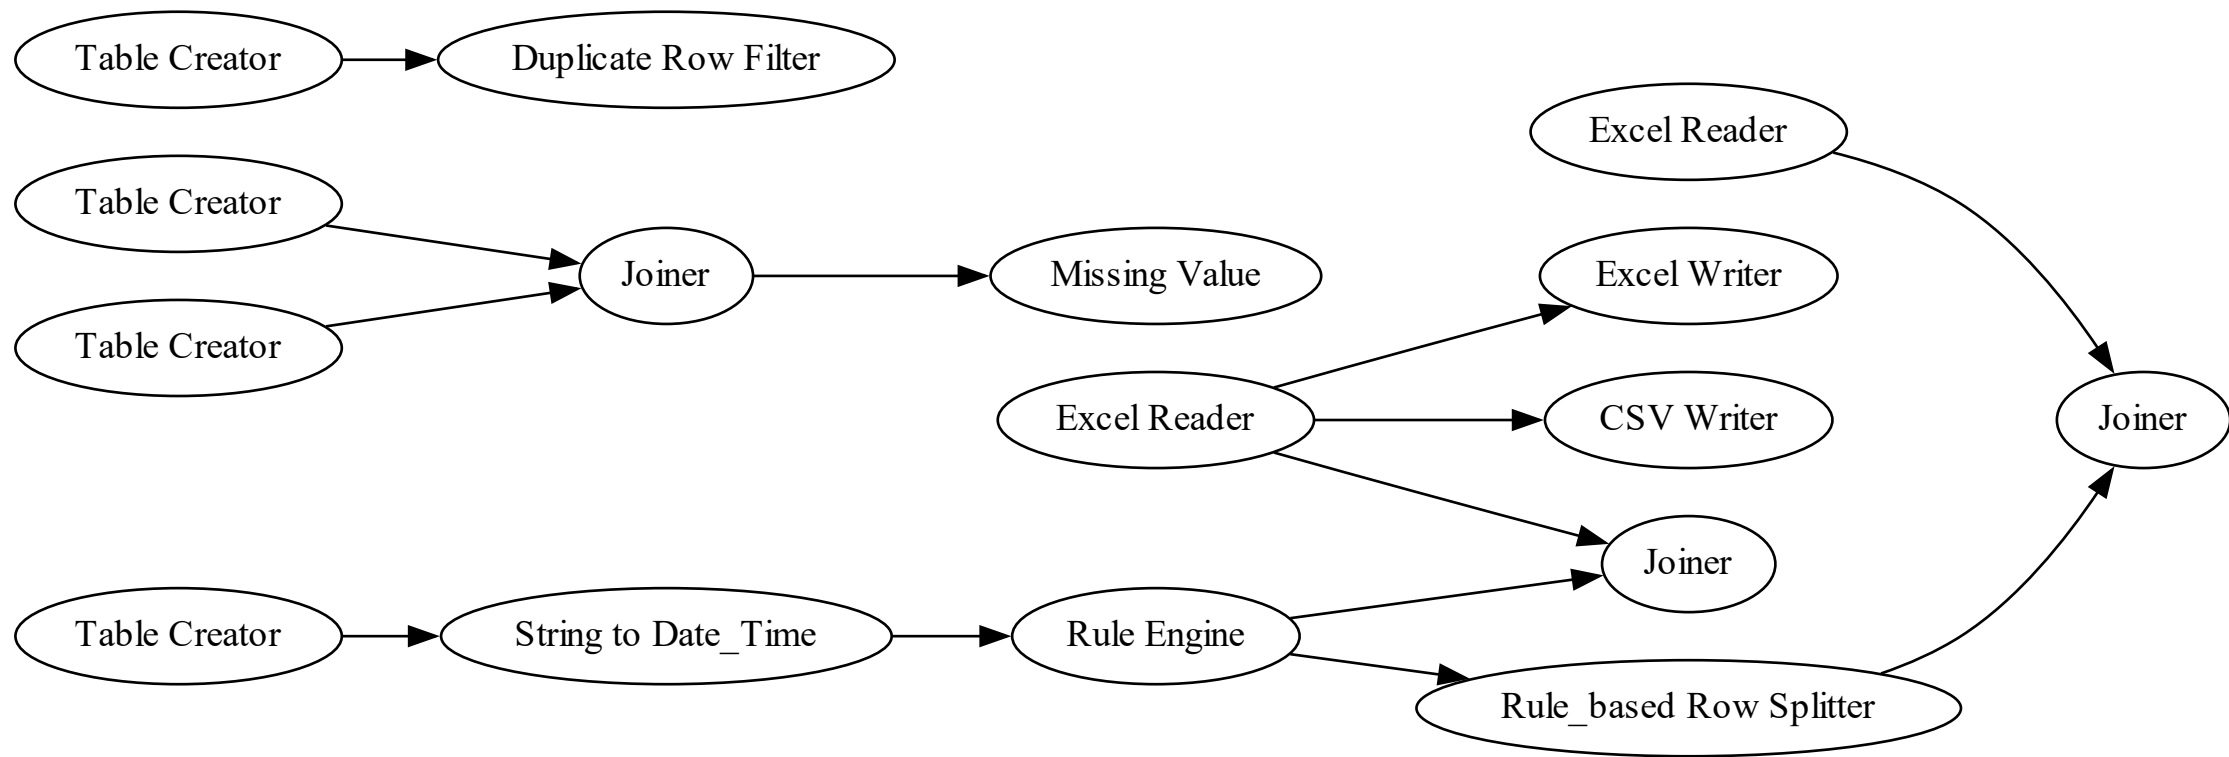 Table Creator
Duplicate Row Filter
Excel Reader
Table Creator
Joiner
Missing Value
Excel Writer
Table Creator
Excel Reader
CSV Writer
Joiner
Joiner
Table Creator
String to Date_Time
Rule Engine
Rule_based Row Splitter